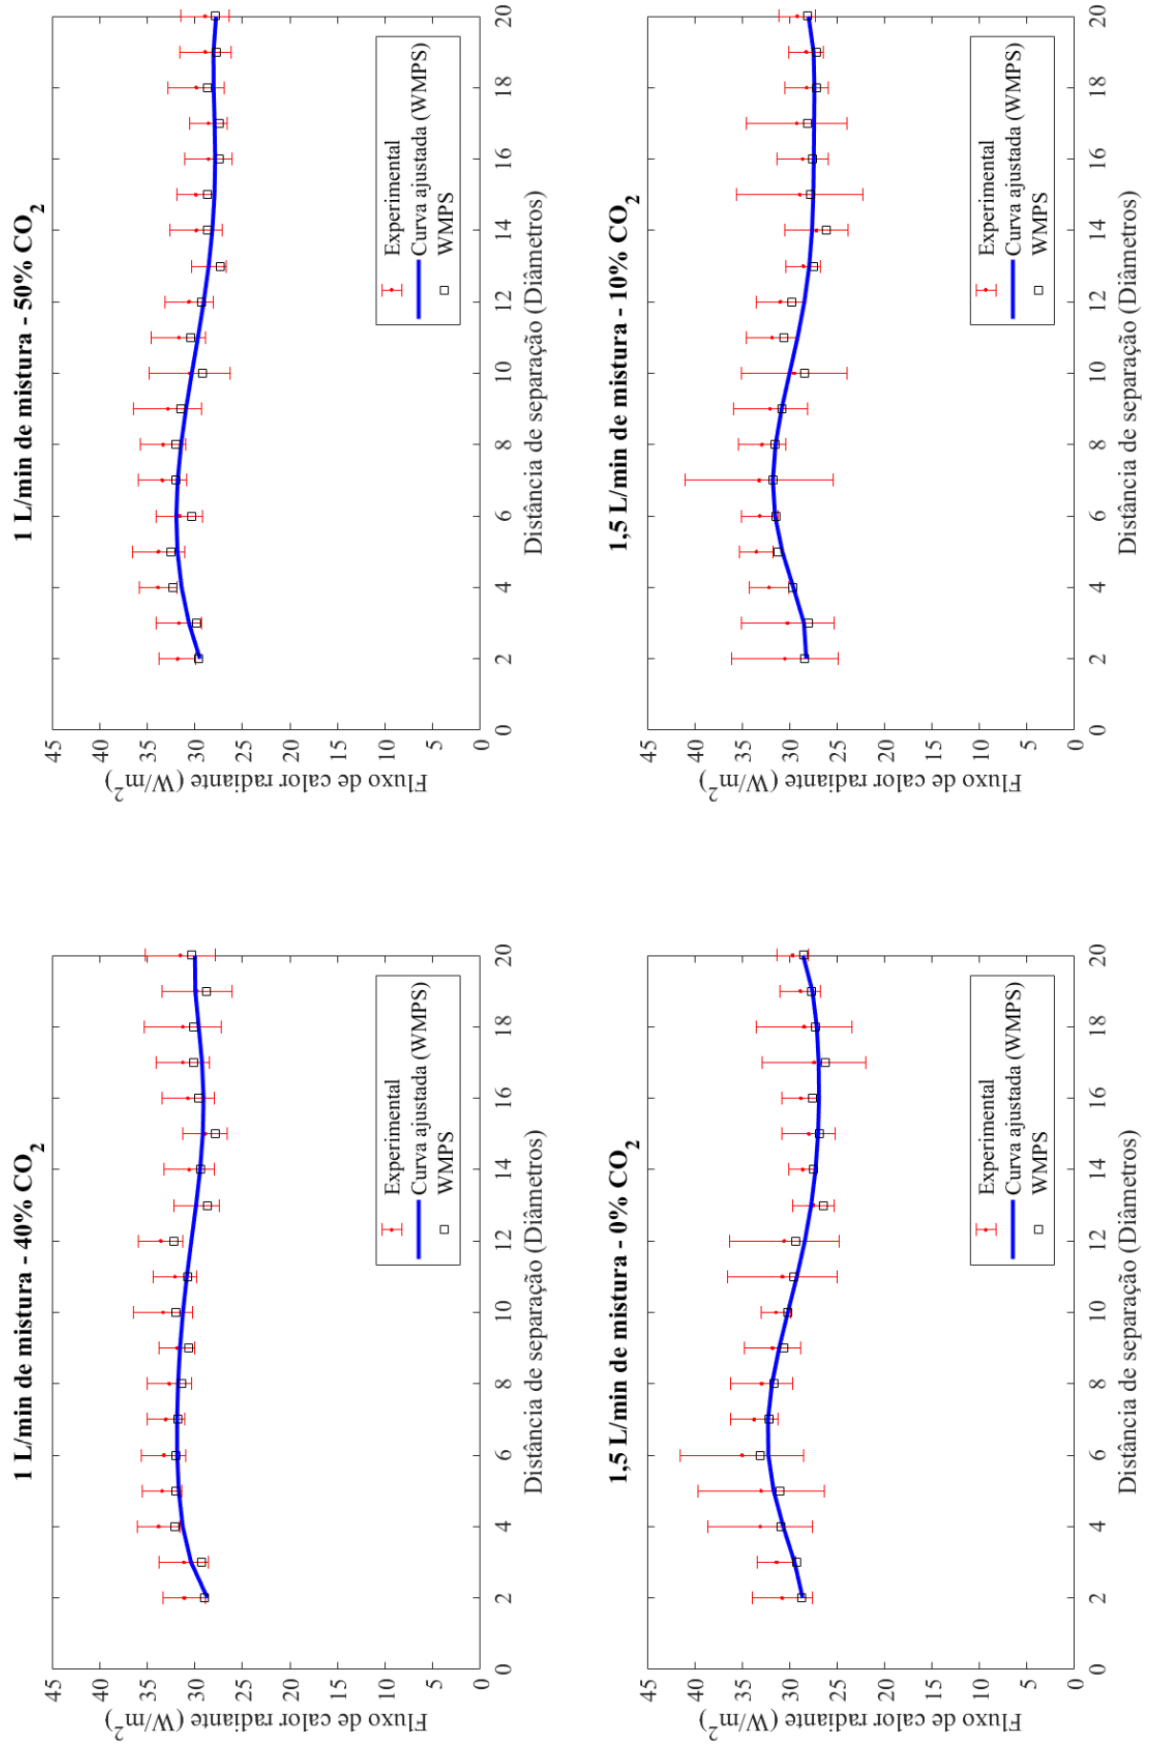 1 L/min de mistura - 40% CO2
Fluxo de calor radiante (W/m2)
45
40
35
30
25
20
15
10
5
0
0 2 4 6 8 10 12 14 16 18 20
Distância de separação (Diâmetros)
Experimental
Curva ajustada (WMPS)
WMPS
1 L/min de mistura - 50% CO2
Fluxo de calor radiante (W/m2)
45
40
35
30
25
20
15
10
5
0
0 2 4 6 8 10 12 14 16 18 20
Distância de separação (Diâmetros)
Experimental
Curva ajustada (WMPS)
WMPS
1,5 L/min de mistura - 0% CO2
Fluxo de calor radiante (W/m2)
45
40
35
30
25
20
15
10
5
0
0 2 4 6 8 10 12 14 16 18 20
Distância de separação (Diâmetros)
Experimental
Curva ajustada (WMPS)
WMPS
1,5 L/min de mistura - 10% CO2
Fluxo de calor radiante (W/m2)
45
40
35
30
25
20
15
10
5
0
0 2 4 6 8 10 12 14 16 18 20
Distância de separação (Diâmetros)
Experimental
Curva ajustada (WMPS)
WMPS